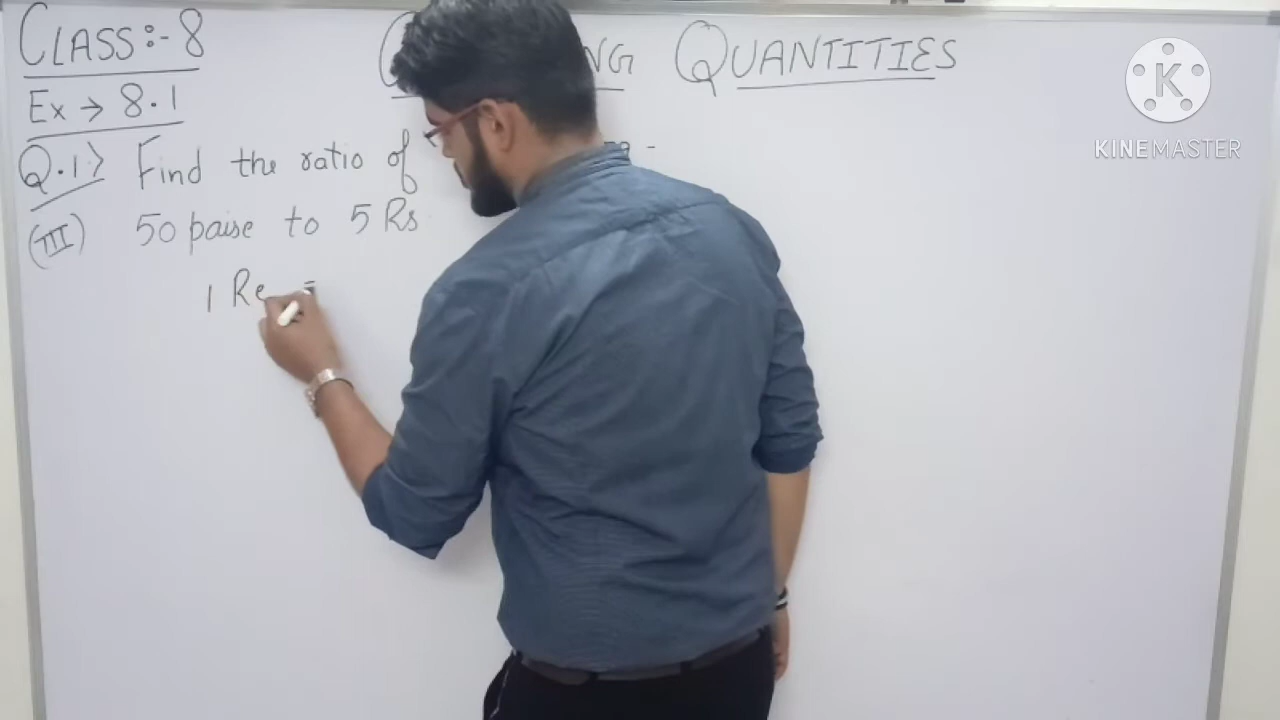 CLASS:- 8
QUANTITIES
Ex → 8.1
Q.1> Find the ratio of
(III) 50 paise to 5 Rs
1 Re =
KINEMASTER